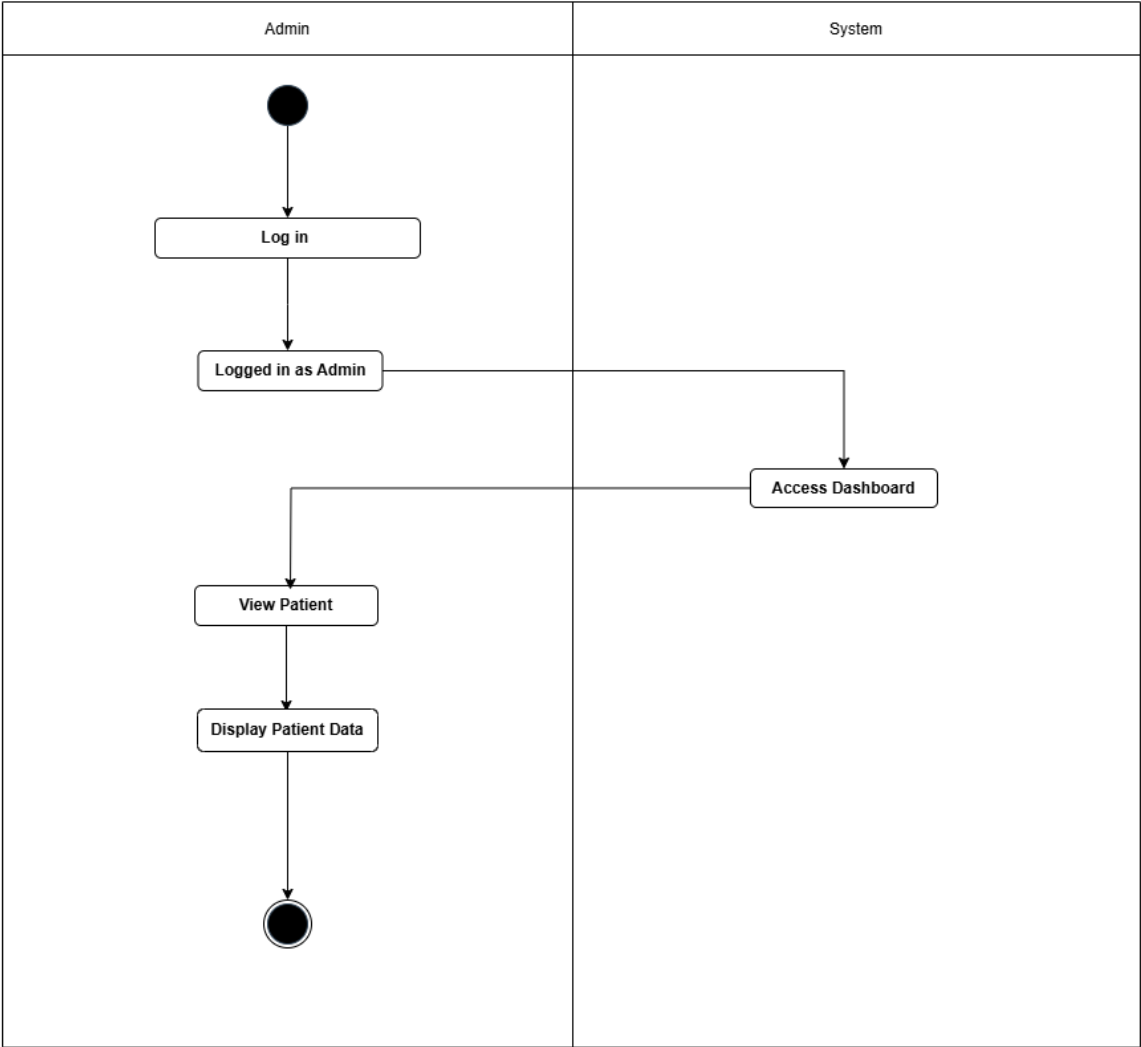 Admin
System
Log in
Logged in as Admin
Access Dashboard
View Patient
Display Patient Data